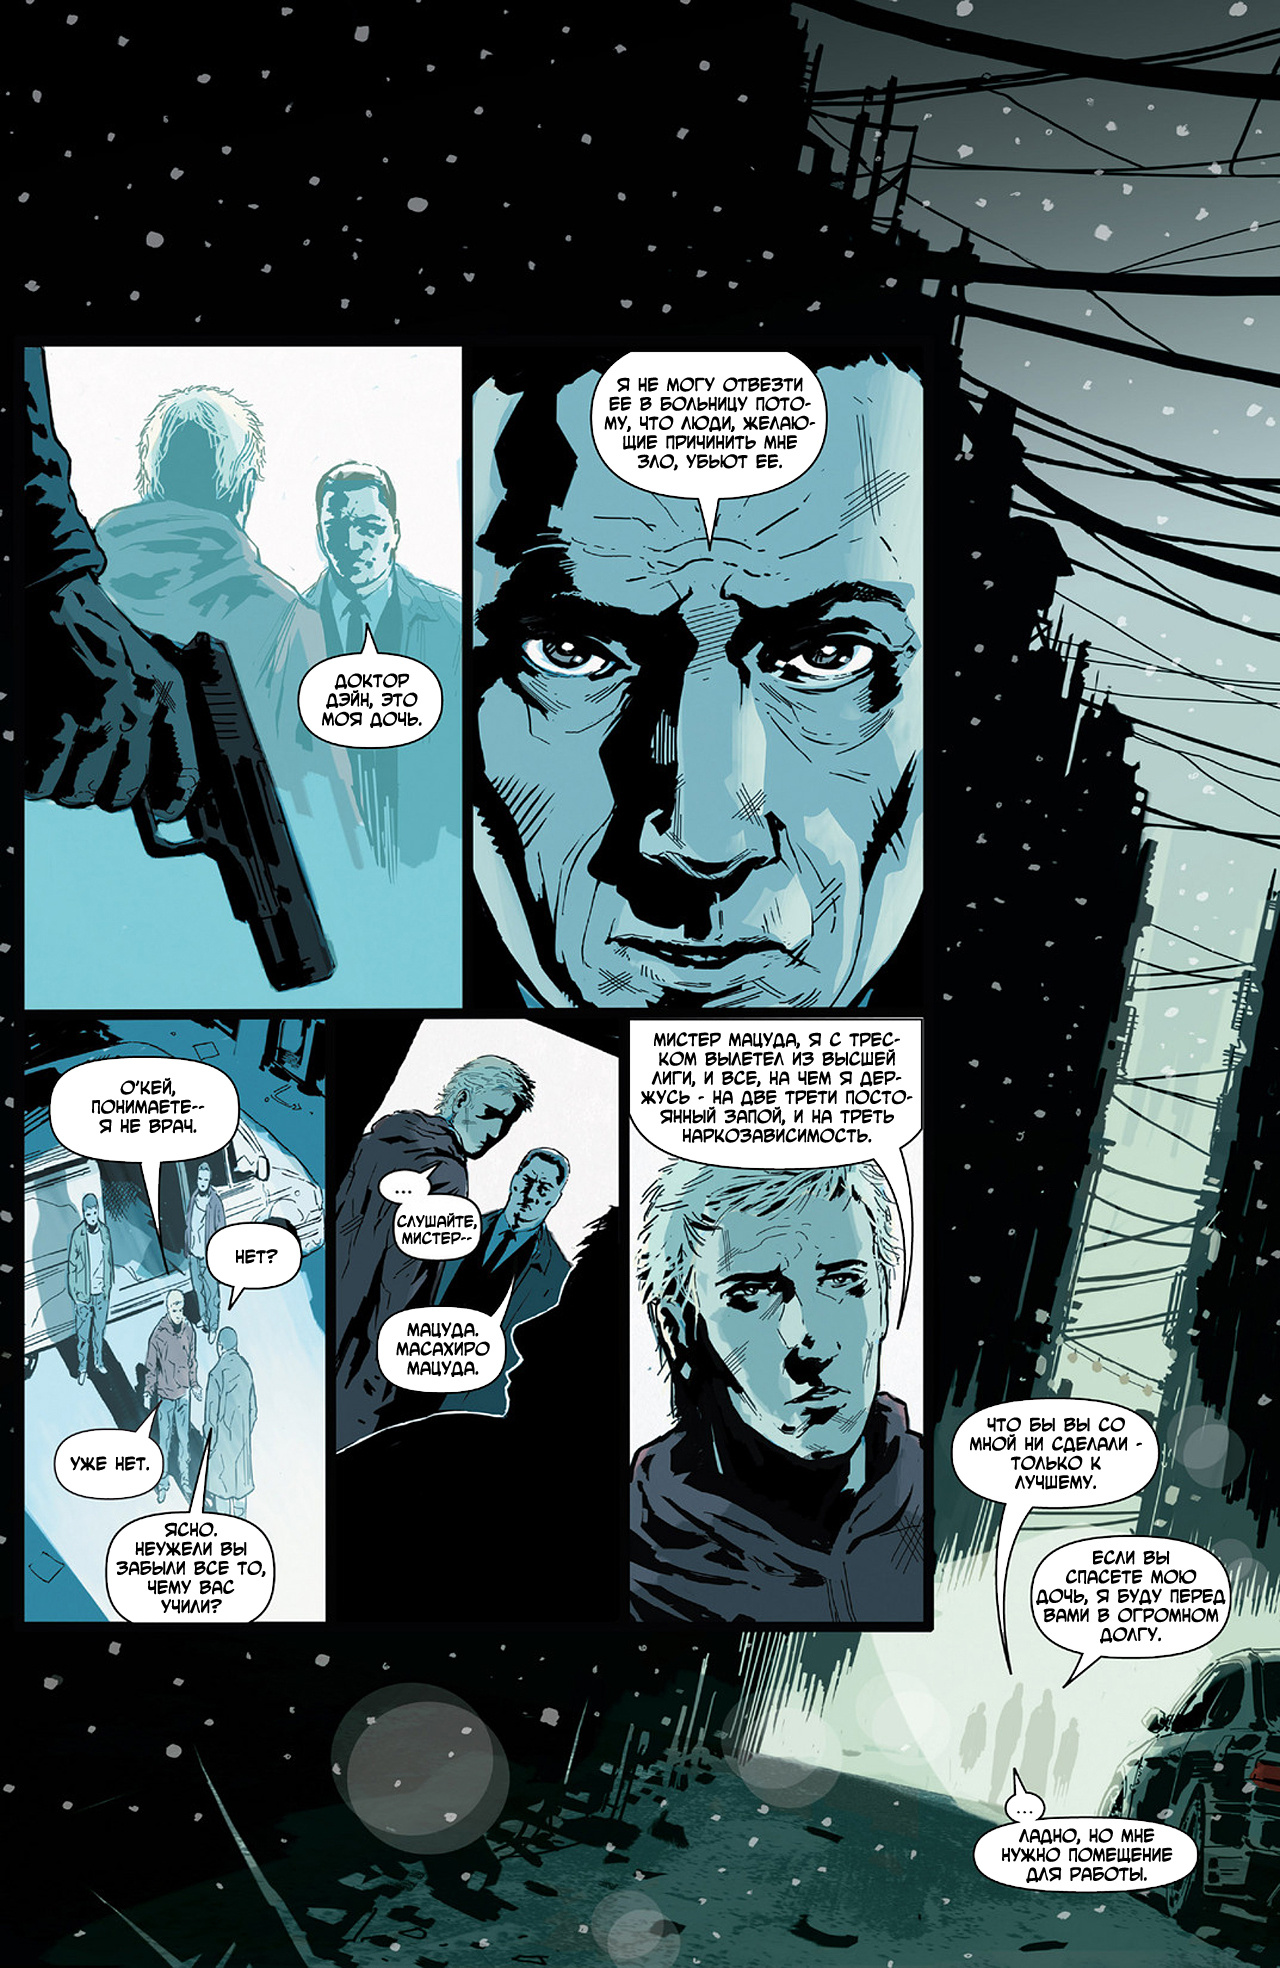 ДОКТОР
ДЭЙН, ЭТО
МОЯ ДОЧЬ.
Я НЕ МОГУ ОТВЕЗТИ
ЕЕ В БОЛЬНИЦУ ПОТО-
МУ, ЧТО ЛЮДИ, ЖЕЛАЮ-
ЩИЕ ПРИЧИНИТЬ МНЕ
ЗЛО, УБЬЮТ ЕЕ.
О'КЕЙ,
ПОНИМАЕТЕ--
Я НЕ ВРАЧ.
НЕТ?
УЖЕ НЕТ.
ЯСНО.
НЕУЖЕЛИ ВЫ
ЗАБЫЛИ ВСЕ ТО,
ЧЕМУ ВАС
УЧИЛИ?
...
СЛУШАЙТЕ,
МИСТЕР--
МАЦУДА.
МАСАХИРО
МАЦУДА.
МИСТЕР МАЦУДА, Я С ТРЕС-
КОМ ВЫЛЕТЕЛ ИЗ ВЫСШЕЙ
ЛИГИ, И ВСЕ, НА ЧЕМ Я ДЕР-
ЖУСЬ - НА ДВЕ ТРЕТИ ПОСТО-
ЯННЫЙ ЗАПОЙ, И НА ТРЕТЬ
НАРКОЗАВИСИМОСТЬ.
ЧТО БЫ ВЫ СО
МНОЙ НИ СДЕЛАЛИ -
ТОЛЬКО К
ЛУЧШЕМУ.
ЕСЛИ ВЫ
СПАСЕТЕ МОЮ
ДОЧЬ, Я БУДУ ПЕРЕД
ВАМИ В ОГРОМНОМ
ДОЛГУ.
...
ЛАДНО, НО МНЕ
НУЖНО ПОМЕЩЕНИЕ
ДЛЯ РАБОТЫ.